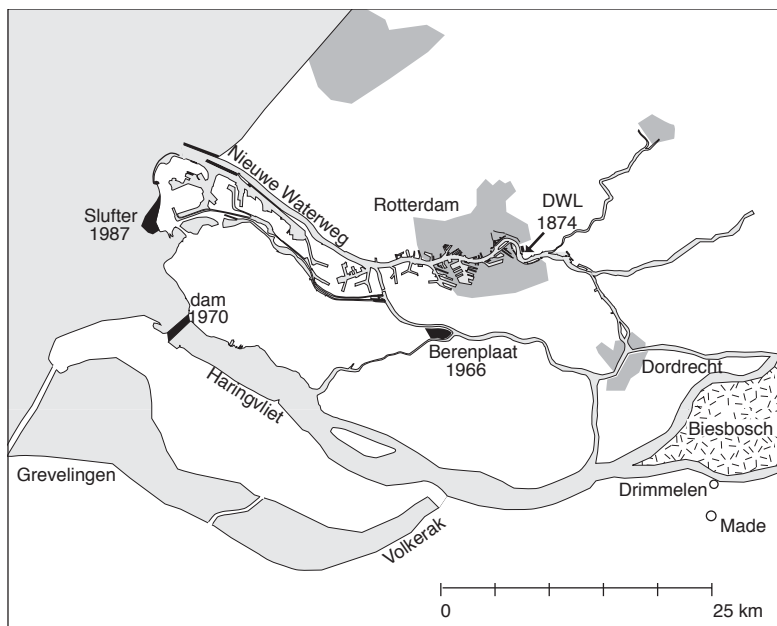 Nieuwe Waterweg
Rotterdam
DWL
1874
Slufter
1987
dam
1970
Berenplaat
1966
Dordrecht
Haringvliet
Biesbosch
Grevelingen
Drimmelen
Made
Volkerak
0
25 km